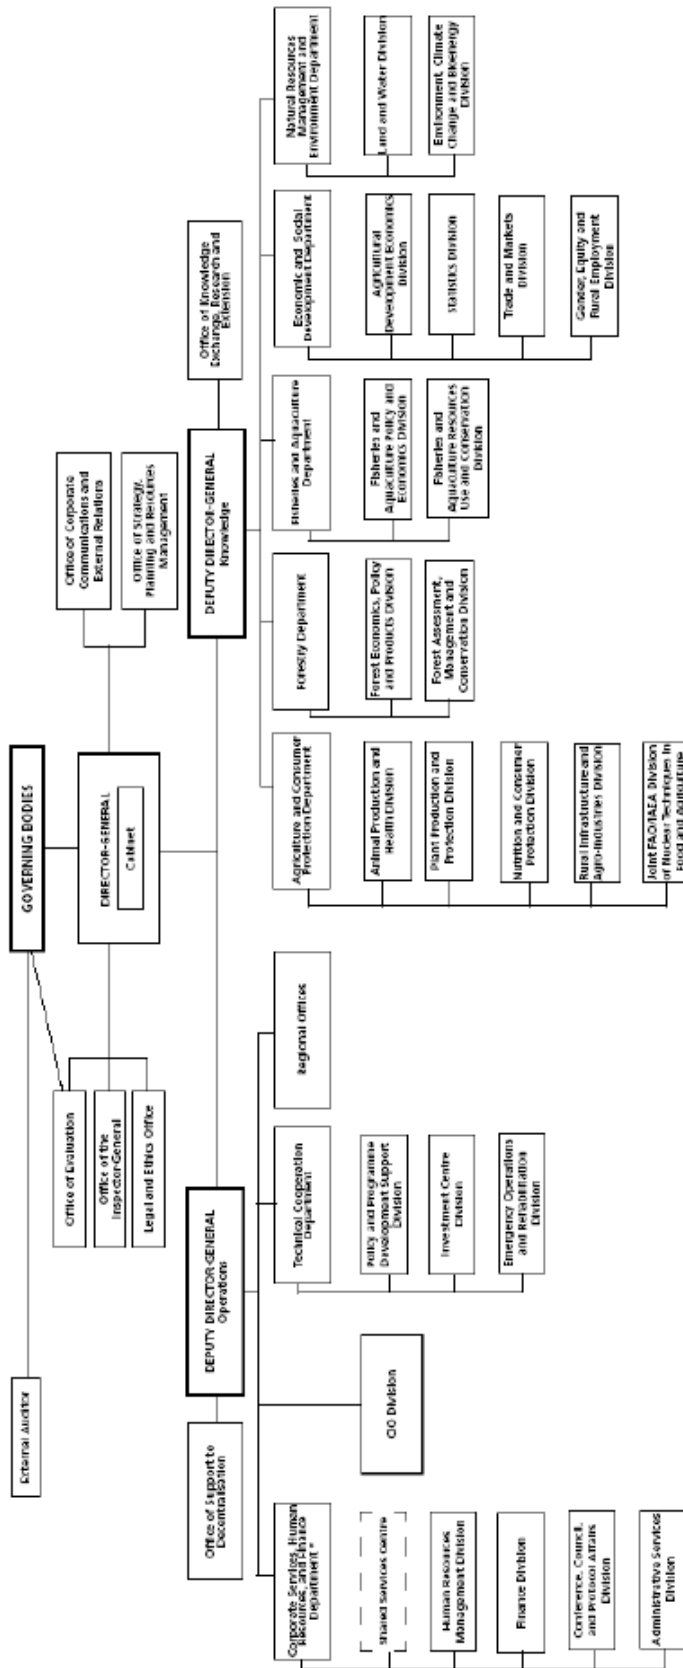 GOVERNING BODIES
External Auditor
DIRECTOR-GENERAL
Cabinet
Office of Evaluation
Office of the
Inspector-General
Legal and Ethics Office
Office of Corporate
Communications and
External Relations
Office of Strategy,
Planning and Resources
Management
Office of Support to
Decentralisation
DEPUTY DIRECTOR-GENERAL
Operations
DEPUTY DIRECTOR-GENERAL
Knowledge
Office of Knowledge
Exchange, Research and
Extension
Corporate Services, Human
Resources, and Finance
Department *
Shared Services Centre
Human Resources
Management Division
Finance Division
Conference, Council,
and Protocol Affairs
Division
Administrative Services
Division
CIO Division
Technical Cooperation
Department
Policy and Programme
Development Support
Division
Investment Centre
Division
Emergency Operations
and Rehabilitation
Division
Regional Offices
Agriculture and Consumer
Protection Department
Animal Production and
Health Division
Plant Production and
Protection Division
Nutrition and Consumer
Protection Division
Rural Infrastructure and
Agro-Industries Division
Joint FAO/IAEA Division
of Nuclear Techniques in
Food and Agriculture
Forestry Department
Forest Economics, Policy
and Products Division
Forest Assessment,
Management and
Conservation Division
Fisheries and Aquaculture
Department
Fisheries and
Aquaculture Policy and
Economics Division
Fisheries and
Aquaculture Resources
Use and Conservation
Division
Economic and Social
Development Department
Agricultural
Development Economics
Division
Statistics Division
Trade and Markets
Division
Gender, Equity and
Rural Employment
Division
Natural Resources
Management and
Environment Department
Land and Water Division
Environment, Climate
Change and Bioenergy
Division